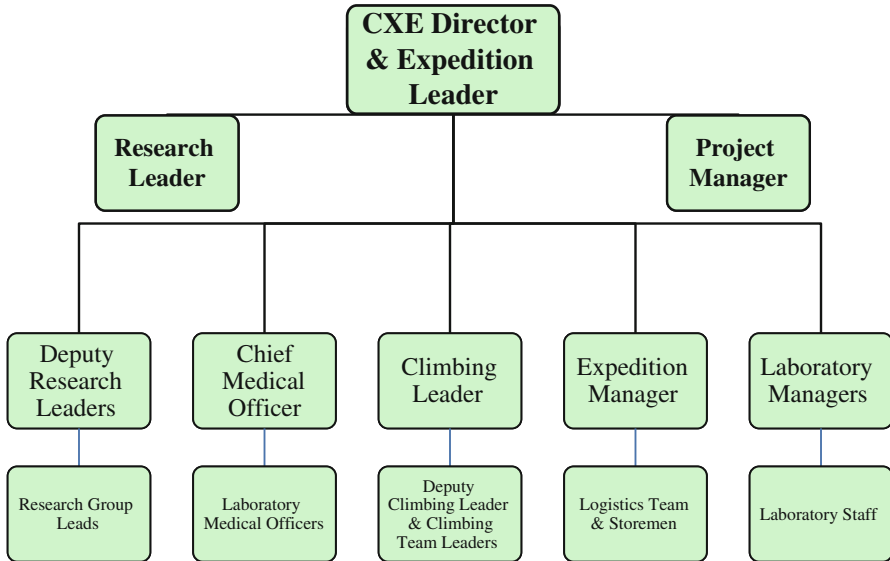 CXE Director
& Expedition
Leader
Research
Leader
Project
Manager
Deputy
Research
Leaders
Chief
Medical
Officer
Climbing
Leader
Expedition
Manager
Laboratory
Managers
Research Group
Leads
Laboratory
Medical Officers
Deputy
Climbing Leader
& Climbing
Team Leaders
Logistics Team
& Storemen
Laboratory Staff